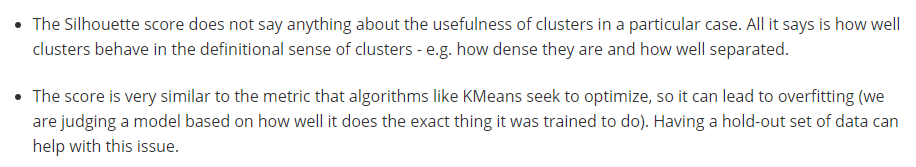 • The Silhouette score does not say anything about the usefulness of clusters in a particular case. All it says is how well
clusters behave in the definitional sense of clusters - e.g. how dense they are and how well separated.
• The score is very similar to the metric that algorithms like KMeans seek to optimize, so it can lead to overfitting (we
are judging a model based on how well it does the exact thing it was trained to do). Having a hold-out set of data can
help with this issue.